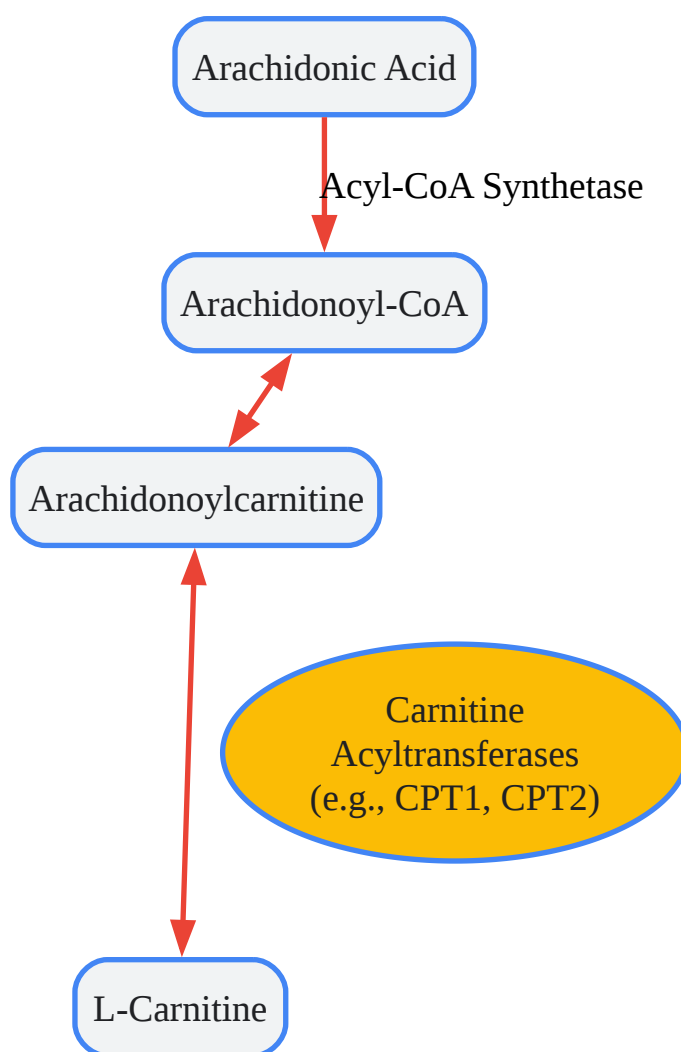 Arachidonic Acid
Acyl-CoA Synthetase
Arachidonoyl-CoA
Arachidonoylcarnitine
Carnitine
Acyltransferases
(e.g., CPT1, CPT2)
L-Carnitine